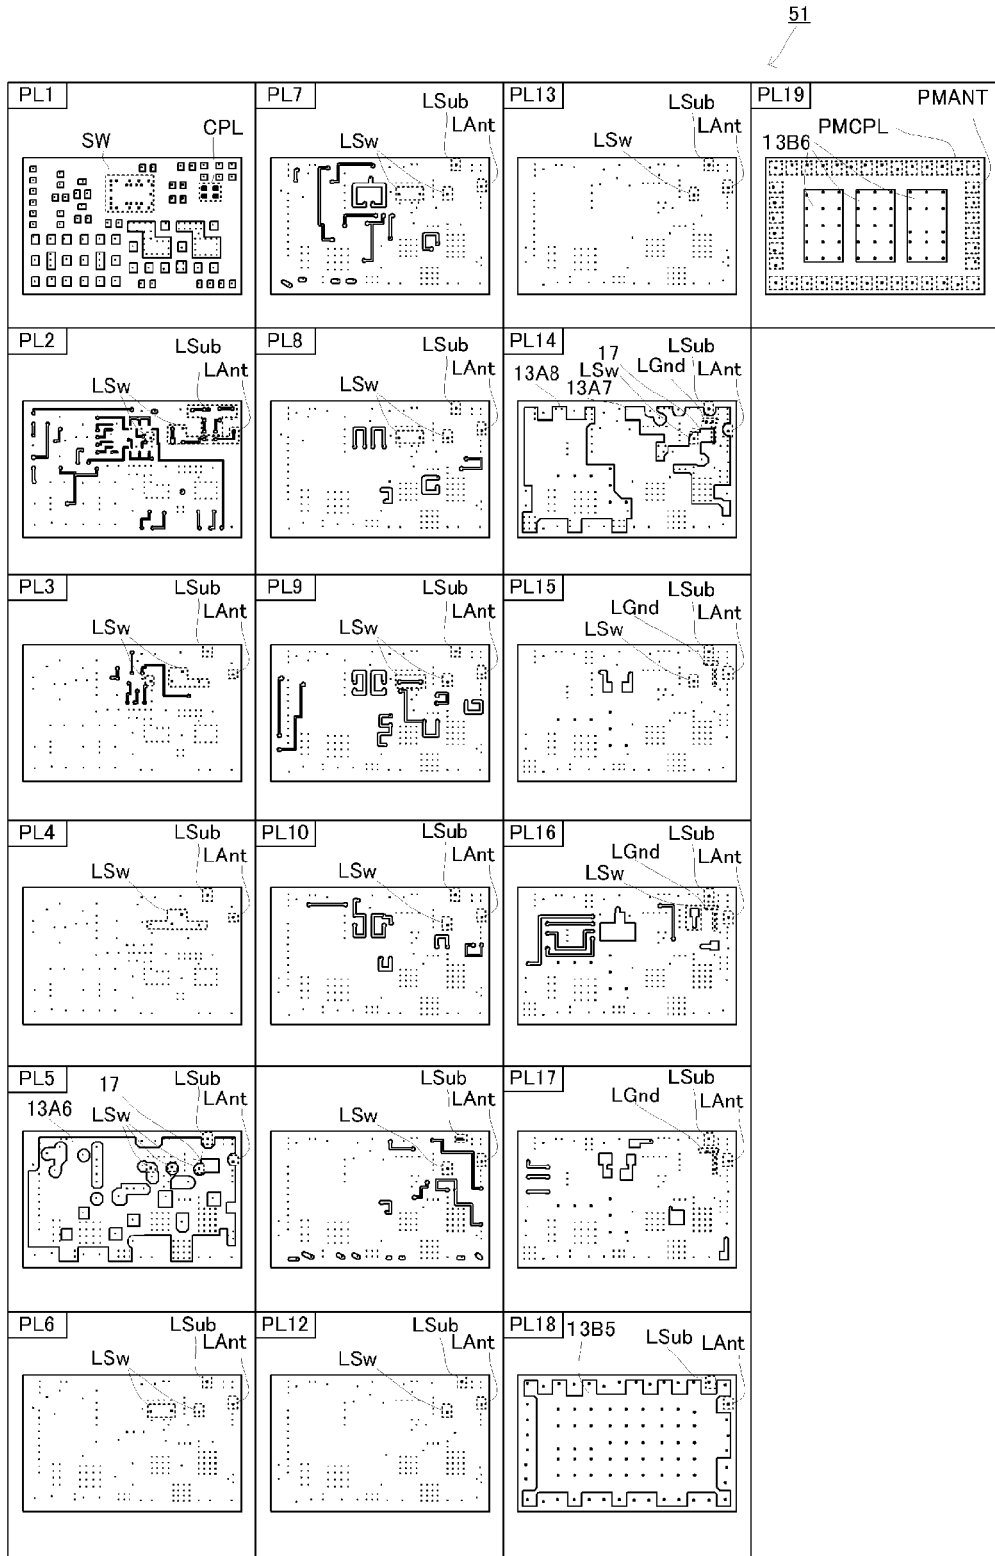 51
PL1
SW
CPL
PL7
LSub
LAnt
LSw
PL13
LSub
LAnt
LSw
PL19
PMANT
PMCPL
13B6
PL2
LSub
LAnt
LSw
PL8
LSub
LAnt
LSw
PL14
17
LSub
LSw
LGnd
13A8
LAnt
13A7
PL3
LSub
LAnt
LSw
PL9
LSub
LAnt
LSw
PL15
LSub
LGnd
LAnt
LSw
PL4
LSub
LAnt
LSw
PL10
LSub
LAnt
LSw
PL16
LSub
LGnd
LAnt
LSw
PL5
17
LSub
13A6
LAnt
LSw
LSub
LAnt
LSw
PL17
LSub
LGnd
LAnt
PL6
LSub
LAnt
LSw
PL12
LSub
LAnt
LSw
PL18
13B5
LSub
LAnt